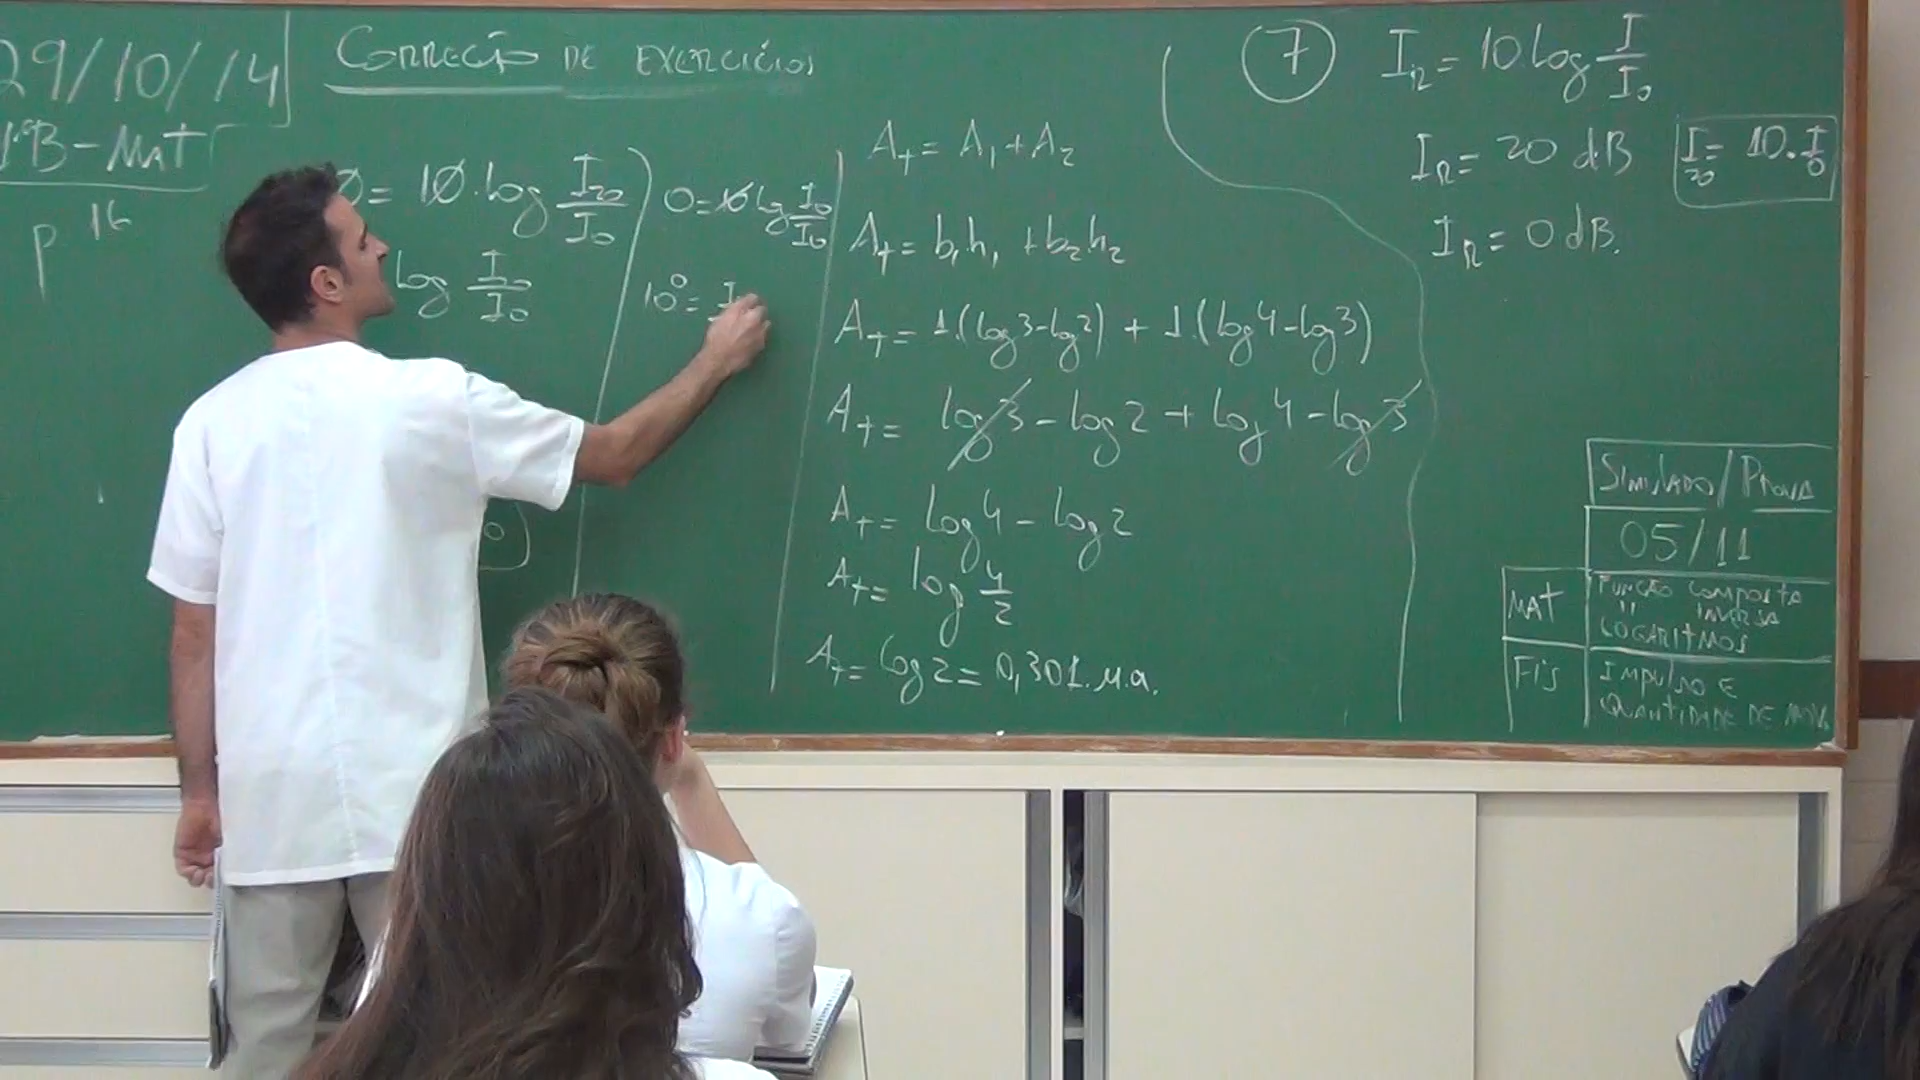 29/10/14
Correção de exercícios
1ºB-Mat
p 16
0 = 10.log I20/I0
log I20/I0
0 = 10 log I0/I0
10⁰ = I
At = A1 + A2
At = b1h1 + b2h2
At = 1.(log3-log2) + 1.(log4-log3)
At = log3 - log2 + log4 - log3
At = log4 - log2
At = log 4/2
At = log2 = 0,301 u.a.
7
IR = 10.log I/I0
IR = 20 dB
I20 = 10.I0
IR = 0 dB.
Simulado/Prova
05/11
Mat
Função composta
" inversa
Logaritmos
Fís
Impulso e
Quantidade de mov.